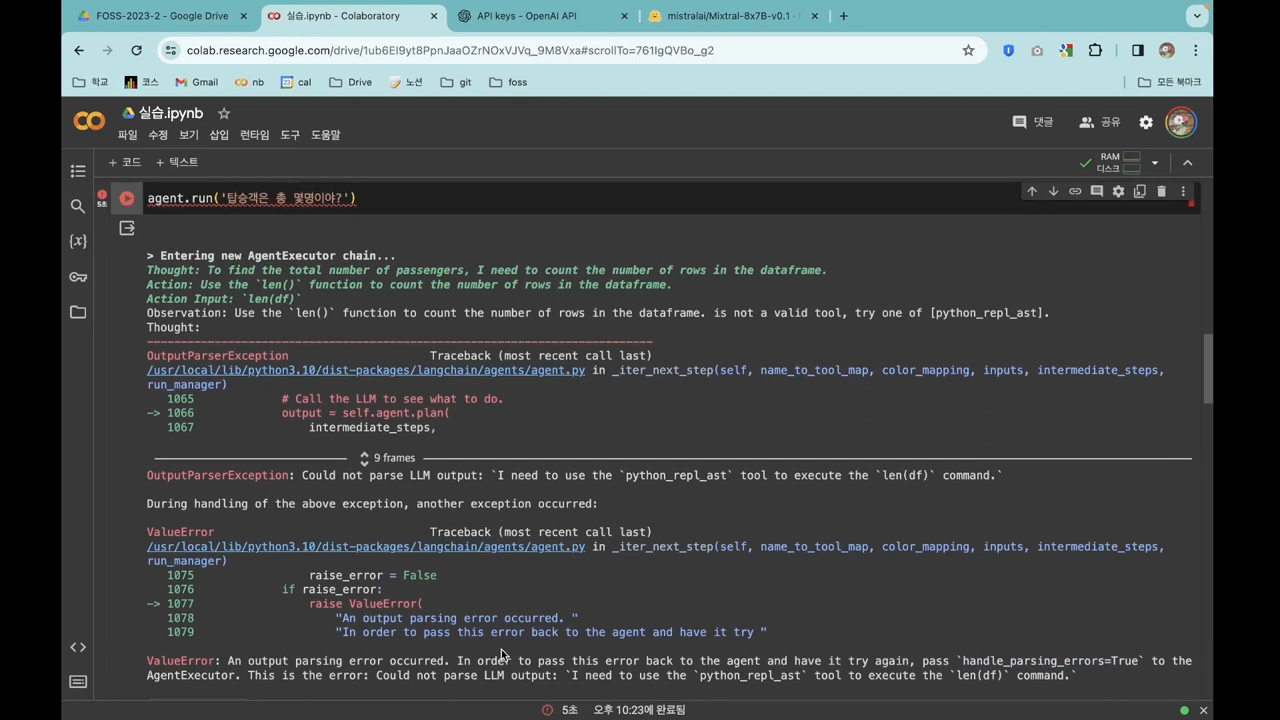 FOSS-2023-2 - Google Drive
실습.ipynb - Colaboratory
API keys - OpenAI API
mistralai/Mixtral-8x7B-v0.1 ·
colab.research.google.com/drive/1ub6El9yt8PpnJaaOZrNOxVJVq_9M8Vxa#scrollTo=761IgQVBo_g2
학교 코스 Gmail nb cal Drive 노션 git foss 모든 북마크
실습.ipynb
댓글 공유
파일 수정 보기 삽입 런타임 도구 도움말
+ 코드 + 텍스트
RAM
디스크
5초
agent.run('탑승객은 총 몇명이야?')
> Entering new AgentExecutor chain...
Thought: To find the total number of passengers, I need to count the number of rows in the dataframe.
Action: Use the `len()` function to count the number of rows in the dataframe.
Action Input: `len(df)`
Observation: Use the `len()` function to count the number of rows in the dataframe. is not a valid tool, try one of [python_repl_ast].
Thought:
---------------------------------------------------------------------------
OutputParserException Traceback (most recent call last)
/usr/local/lib/python3.10/dist-packages/langchain/agents/agent.py in _iter_next_step(self, name_to_tool_map, color_mapping, inputs, intermediate_steps,
run_manager)
1065 # Call the LLM to see what to do.
-> 1066 output = self.agent.plan(
1067 intermediate_steps,
9 frames
OutputParserException: Could not parse LLM output: `I need to use the `python_repl_ast` tool to execute the `len(df)` command.`
During handling of the above exception, another exception occurred:
ValueError Traceback (most recent call last)
/usr/local/lib/python3.10/dist-packages/langchain/agents/agent.py in _iter_next_step(self, name_to_tool_map, color_mapping, inputs, intermediate_steps,
run_manager)
1075 raise_error = False
1076 if raise_error:
-> 1077 raise ValueError(
1078 "An output parsing error occurred. "
1079 "In order to pass this error back to the agent and have it try "
ValueError: An output parsing error occurred. In order to pass this error back to the agent and have it try again, pass `handle_parsing_errors=True` to the
AgentExecutor. This is the error: Could not parse LLM output: `I need to use the `python_repl_ast` tool to execute the `len(df)` command.`
5초 오후 10:23에 완료됨